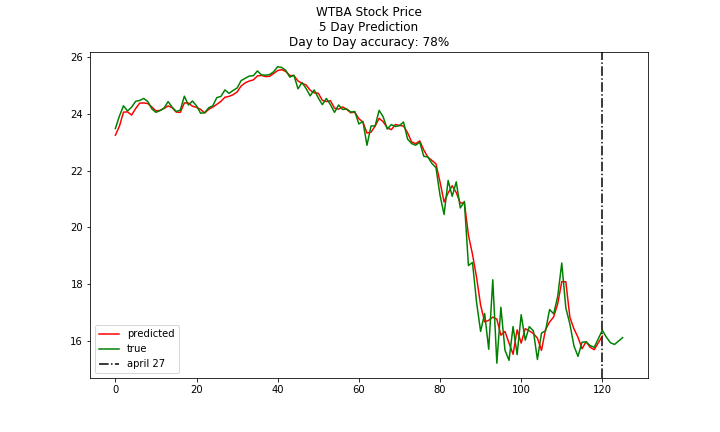 WTBA Stock Price
5 Day Prediction
Day to Day accuracy: 78%
26
24
22
20
18
16
predicted
true
april 27
0 20 40 60 80 100 120